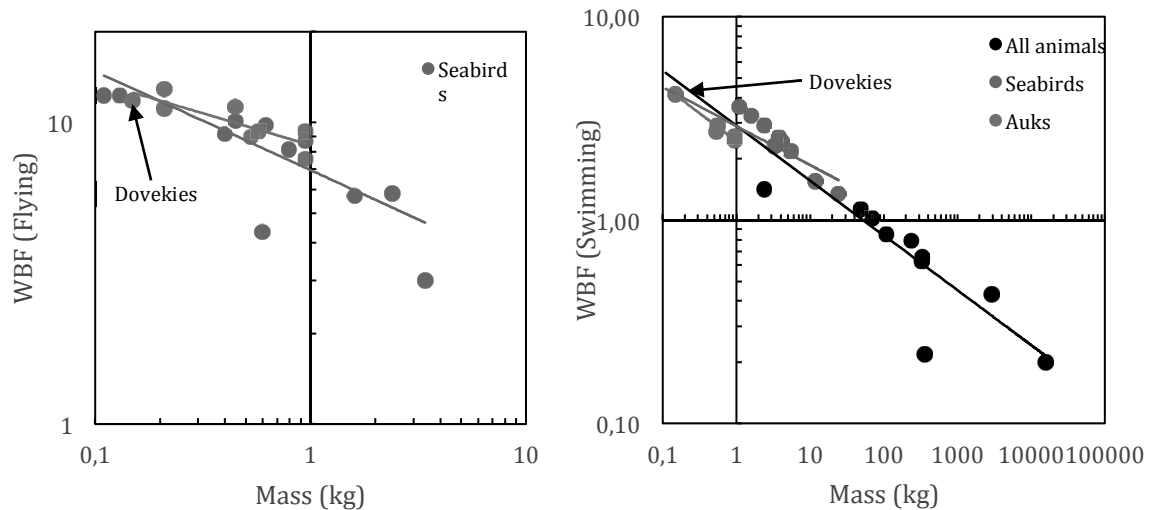 WBF (Flying)
10
1
0,1
1
10
Mass (kg)
Seabird
s
Dovekies
WBF (Swimming)
10,00
1,00
0,10
0,1
1
10
100
1000
10000100000
Mass (kg)
All animals
Seabirds
Auks
Dovekies